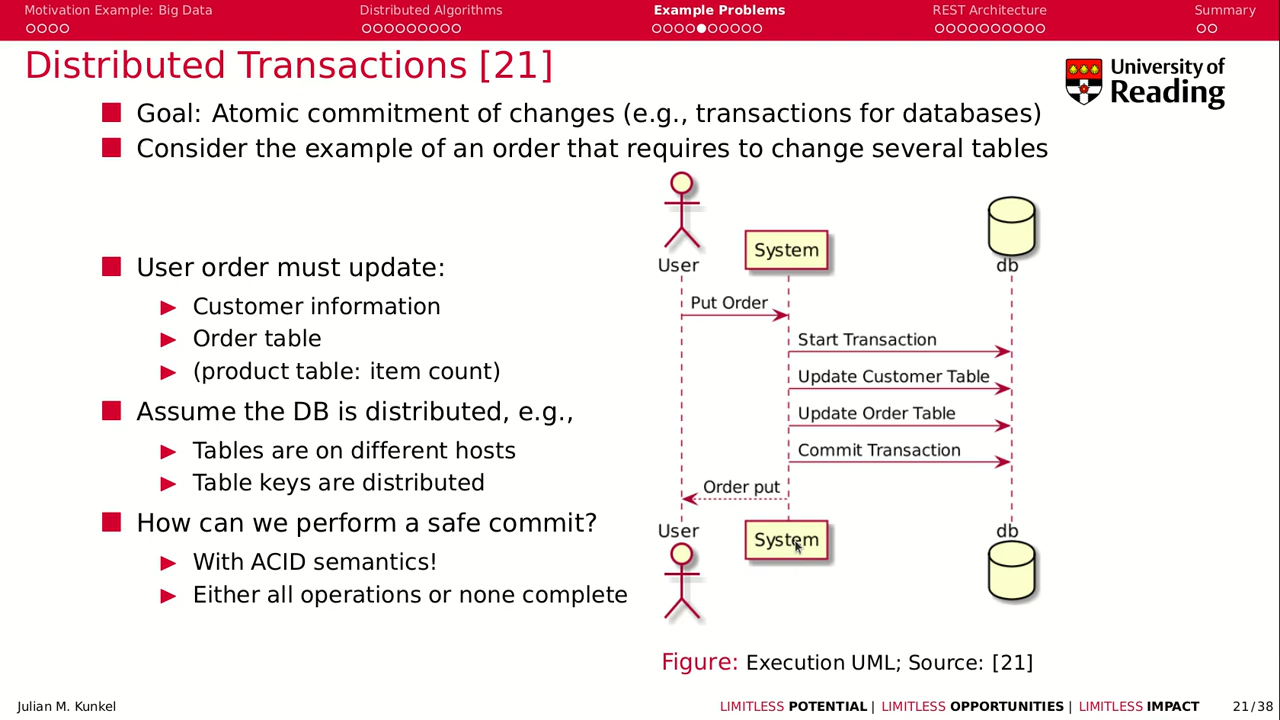 Motivation Example: Big Data
Distributed Algorithms
Example Problems
REST Architecture
Summary
Distributed Transactions [21]
University of
Reading
Goal: Atomic commitment of changes (e.g., transactions for databases)
Consider the example of an order that requires to change several tables
User order must update:
Customer information
Order table
(product table: item count)
Assume the DB is distributed, e.g.,
Tables are on different hosts
Table keys are distributed
How can we perform a safe commit?
With ACID semantics!
Either all operations or none complete
User
System
db
Put Order
Start Transaction
Update Customer Table
Update Order Table
Commit Transaction
Order put
User
System
db
Figure: Execution UML; Source: [21]
Julian M. Kunkel
LIMITLESS POTENTIAL | LIMITLESS OPPORTUNITIES | LIMITLESS IMPACT
21/38